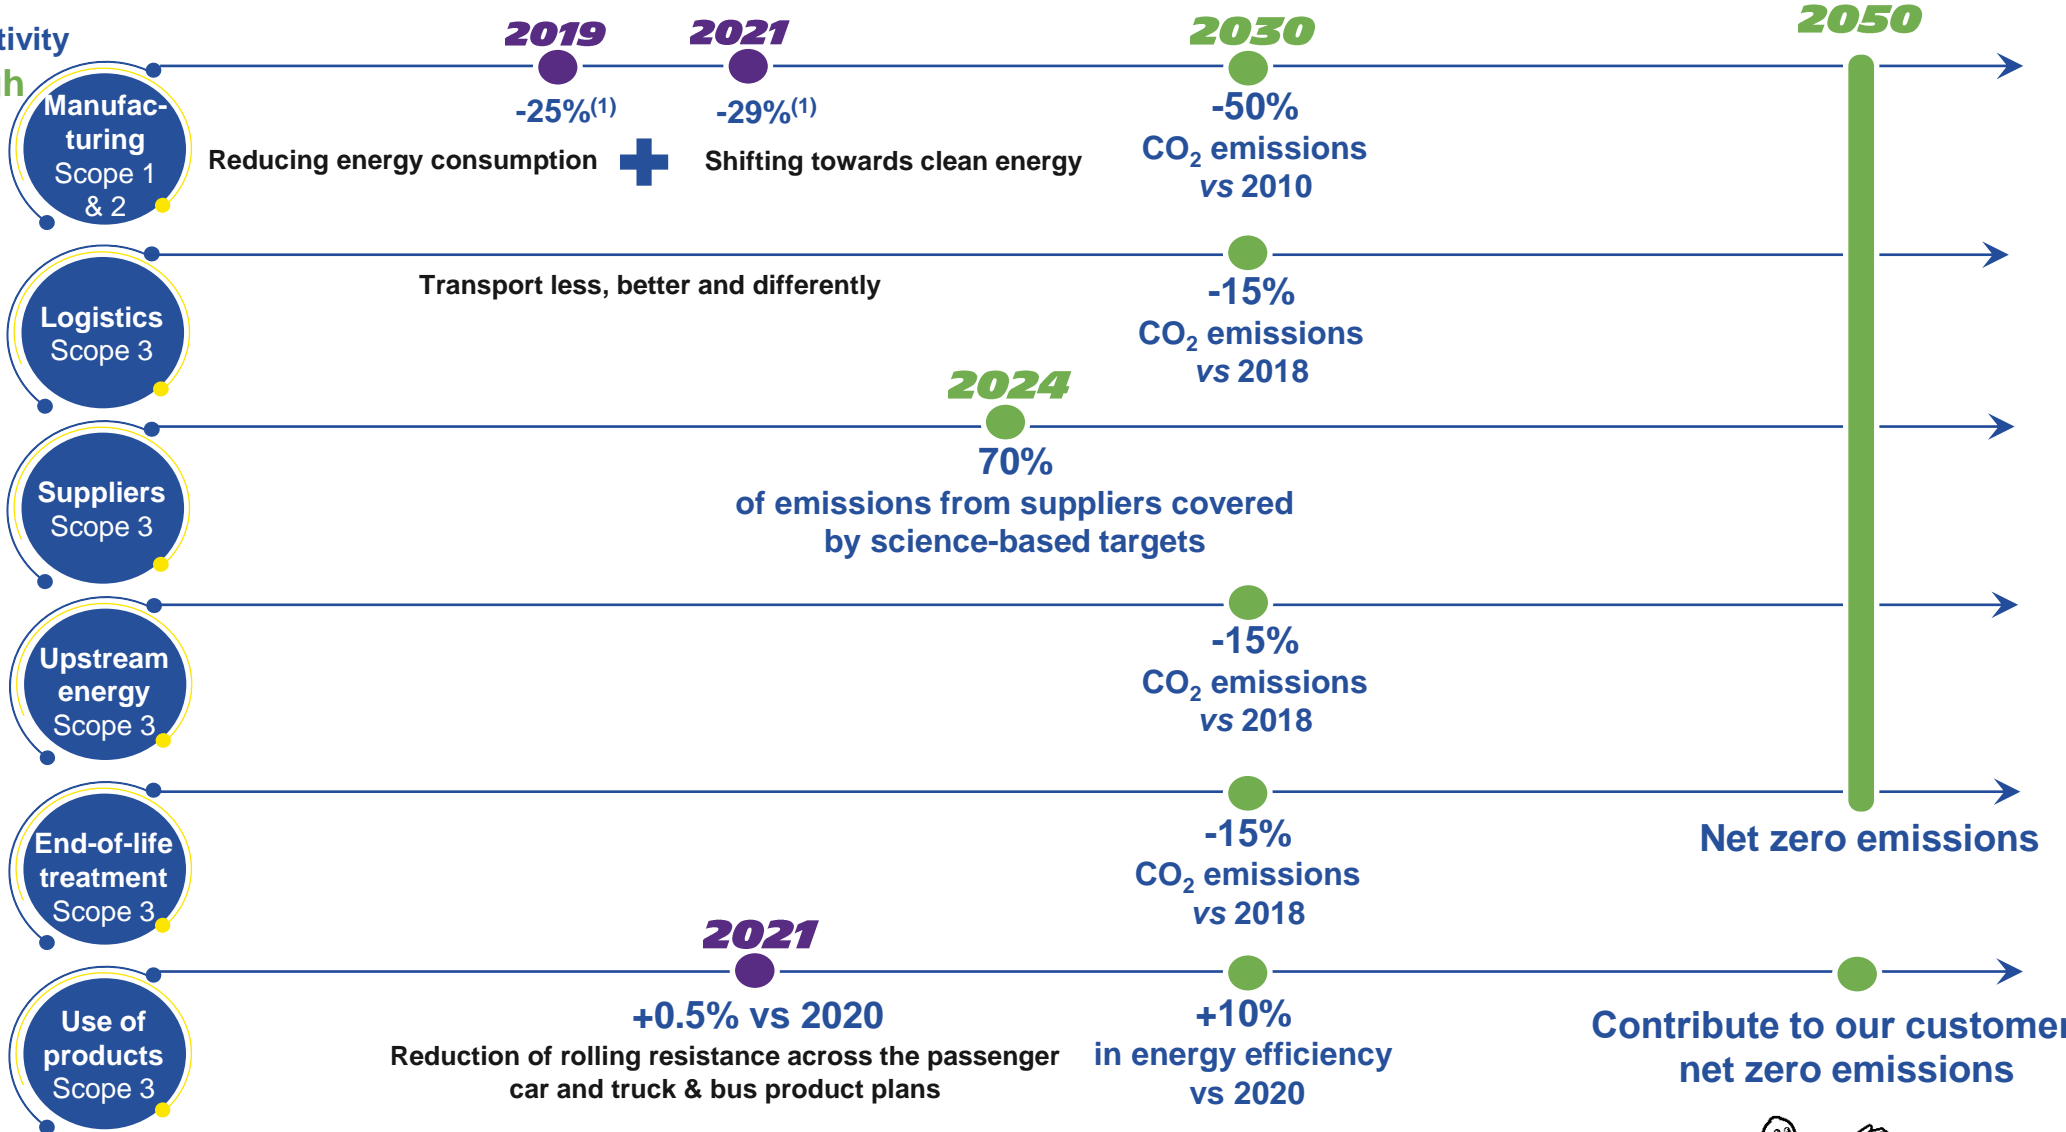 2019
2021
2030
2050
Manufac-
turing
Scope 1
& 2
-25%(1)
-29%(1)
Reducing energy consumption
Shifting towards clean energy
-50%
CO2 emissions
vs 2010
Logistics
Scope 3
Transport less, better and differently
-15%
CO2 emissions
vs 2018
Suppliers
Scope 3
2024
70%
of emissions from suppliers covered
by science-based targets
Upstream
energy
Scope 3
-15%
CO2 emissions
vs 2018
End-of-life
treatment
Scope 3
-15%
CO2 emissions
vs 2018
Net zero emissions
Use of
products
Scope 3
2021
+0.5% vs 2020
Reduction of rolling resistance across the passenger
car and truck & bus product plans
+10%
in energy efficiency
vs 2020
Contribute to our customer
net zero emissions